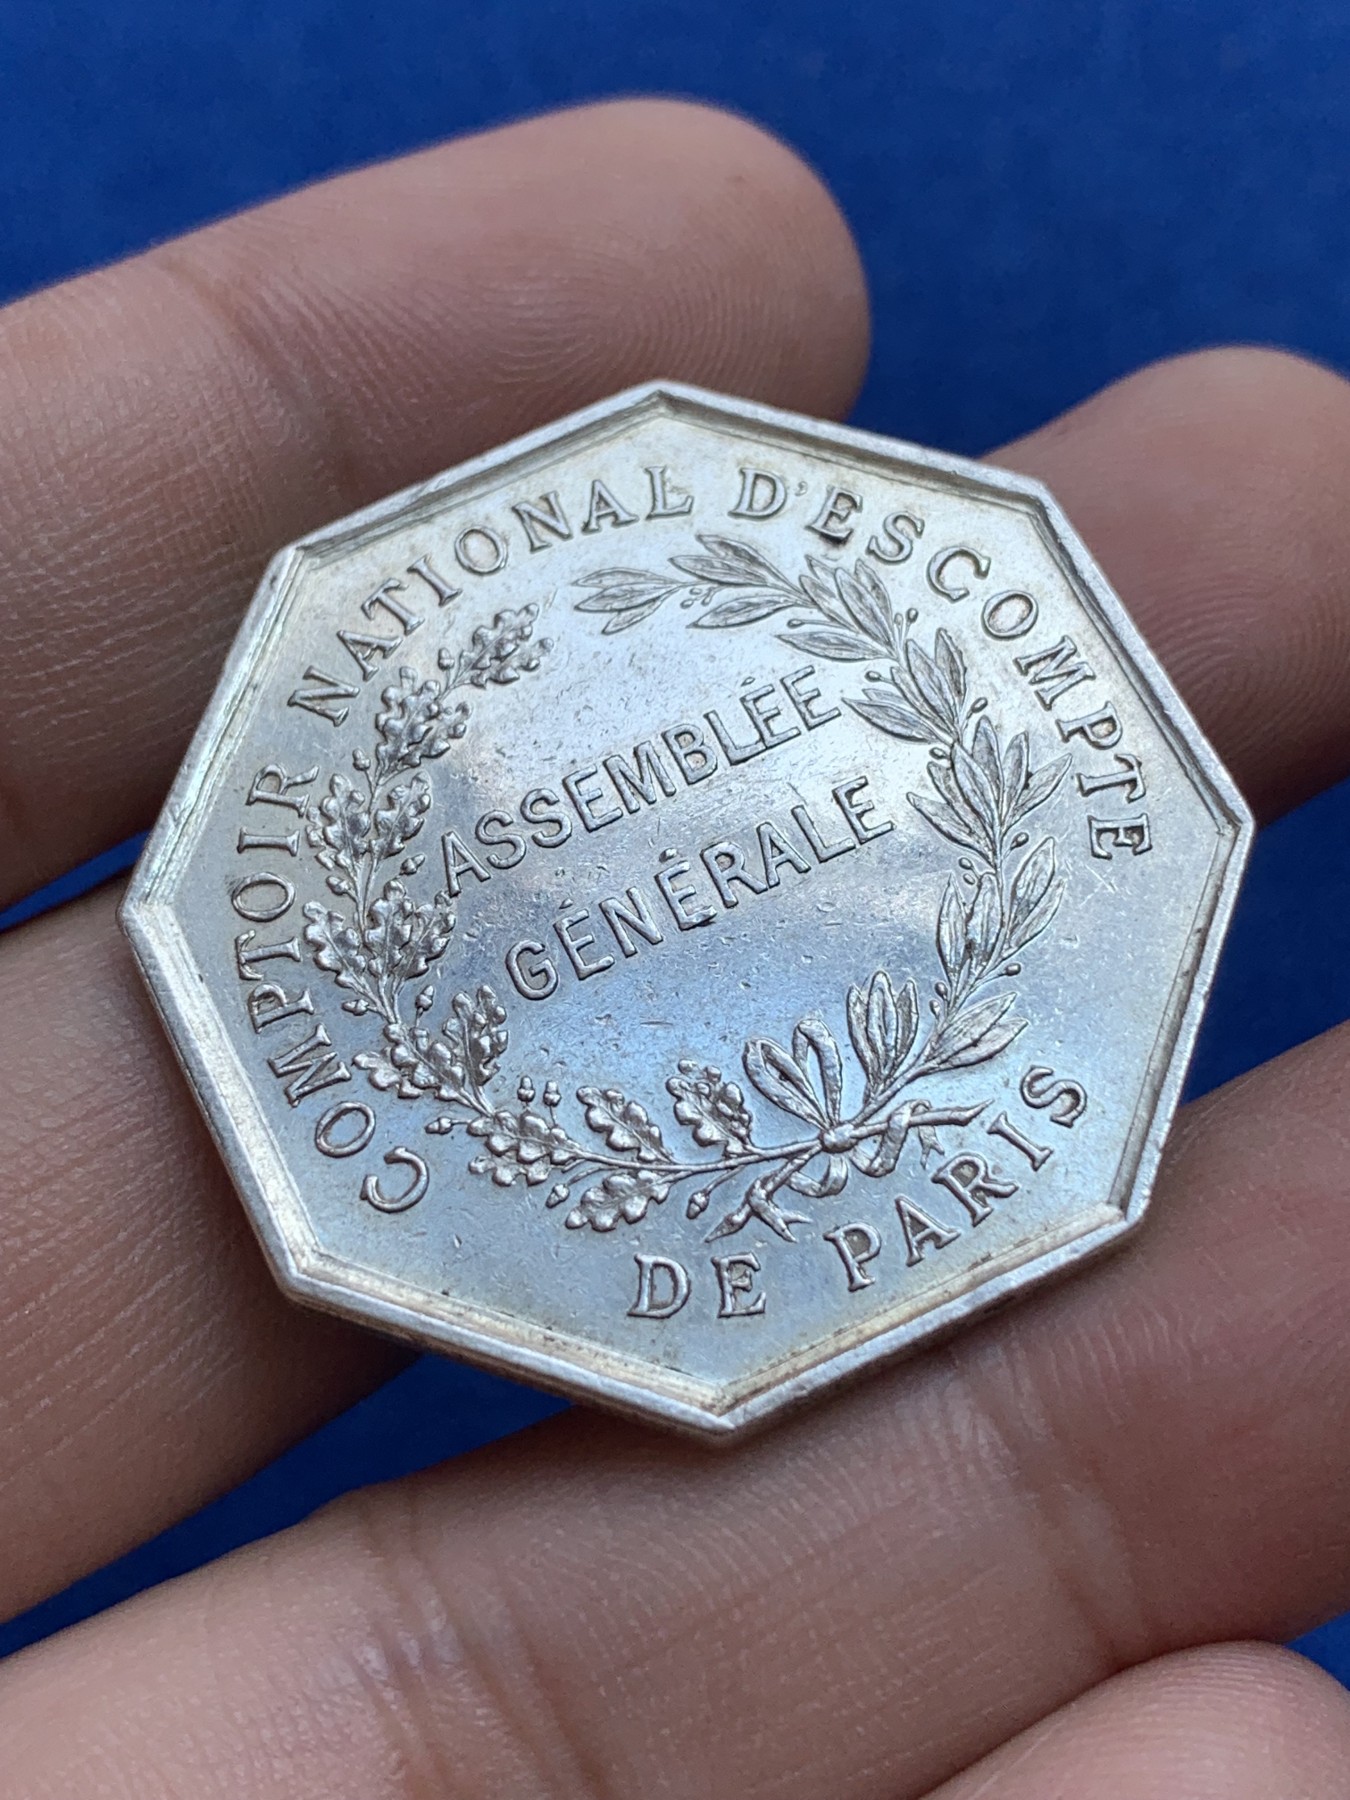 COMPTOIR NATIONAL D'ESCOMPTE
DE PARIS
ASSEMBLÉE
GÉNÉRALE